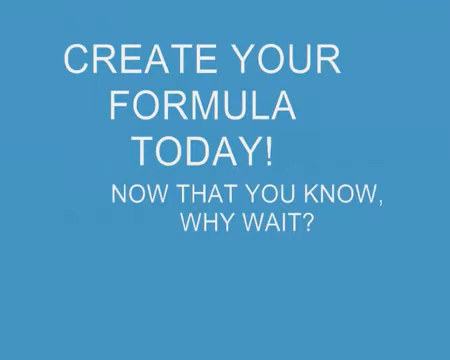 CREATE YOUR
FORMULA
TODAY!
NOW THAT YOU KNOW,
WHY WAIT?